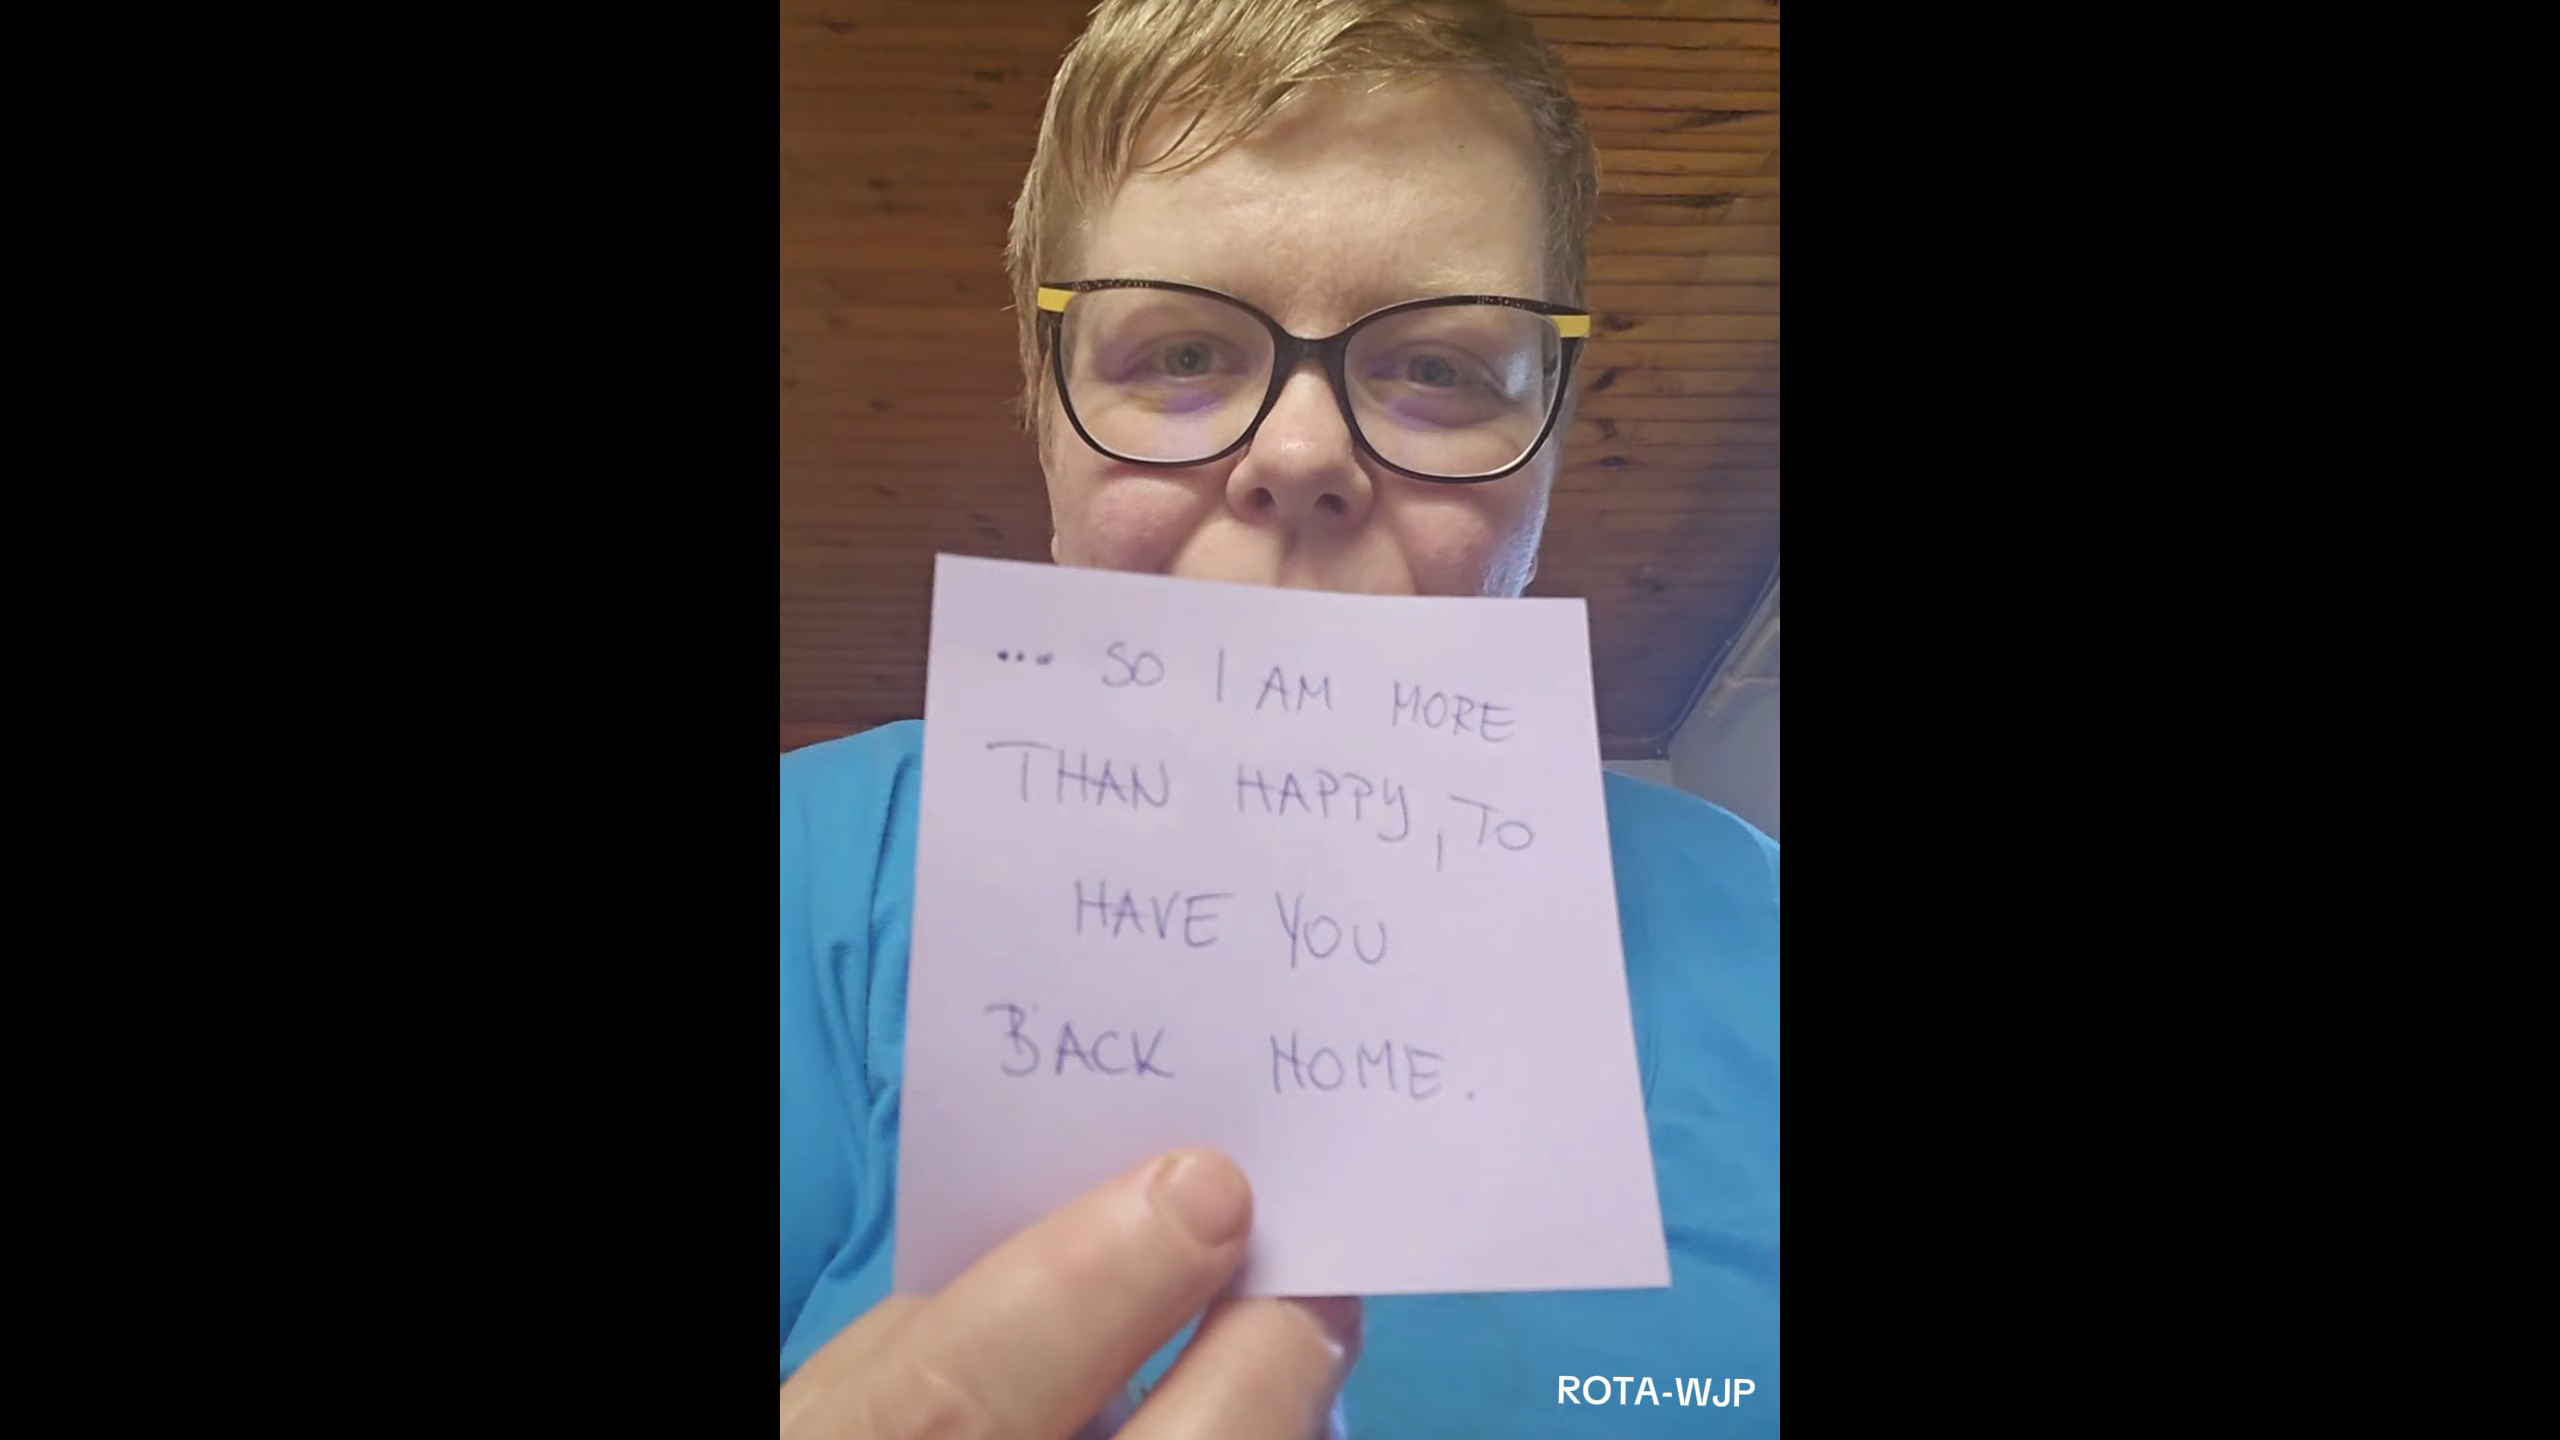 ... SO I AM MORE
THAN HAPPY, TO
HAVE YOU
BACK HOME.
ROTA-WJP